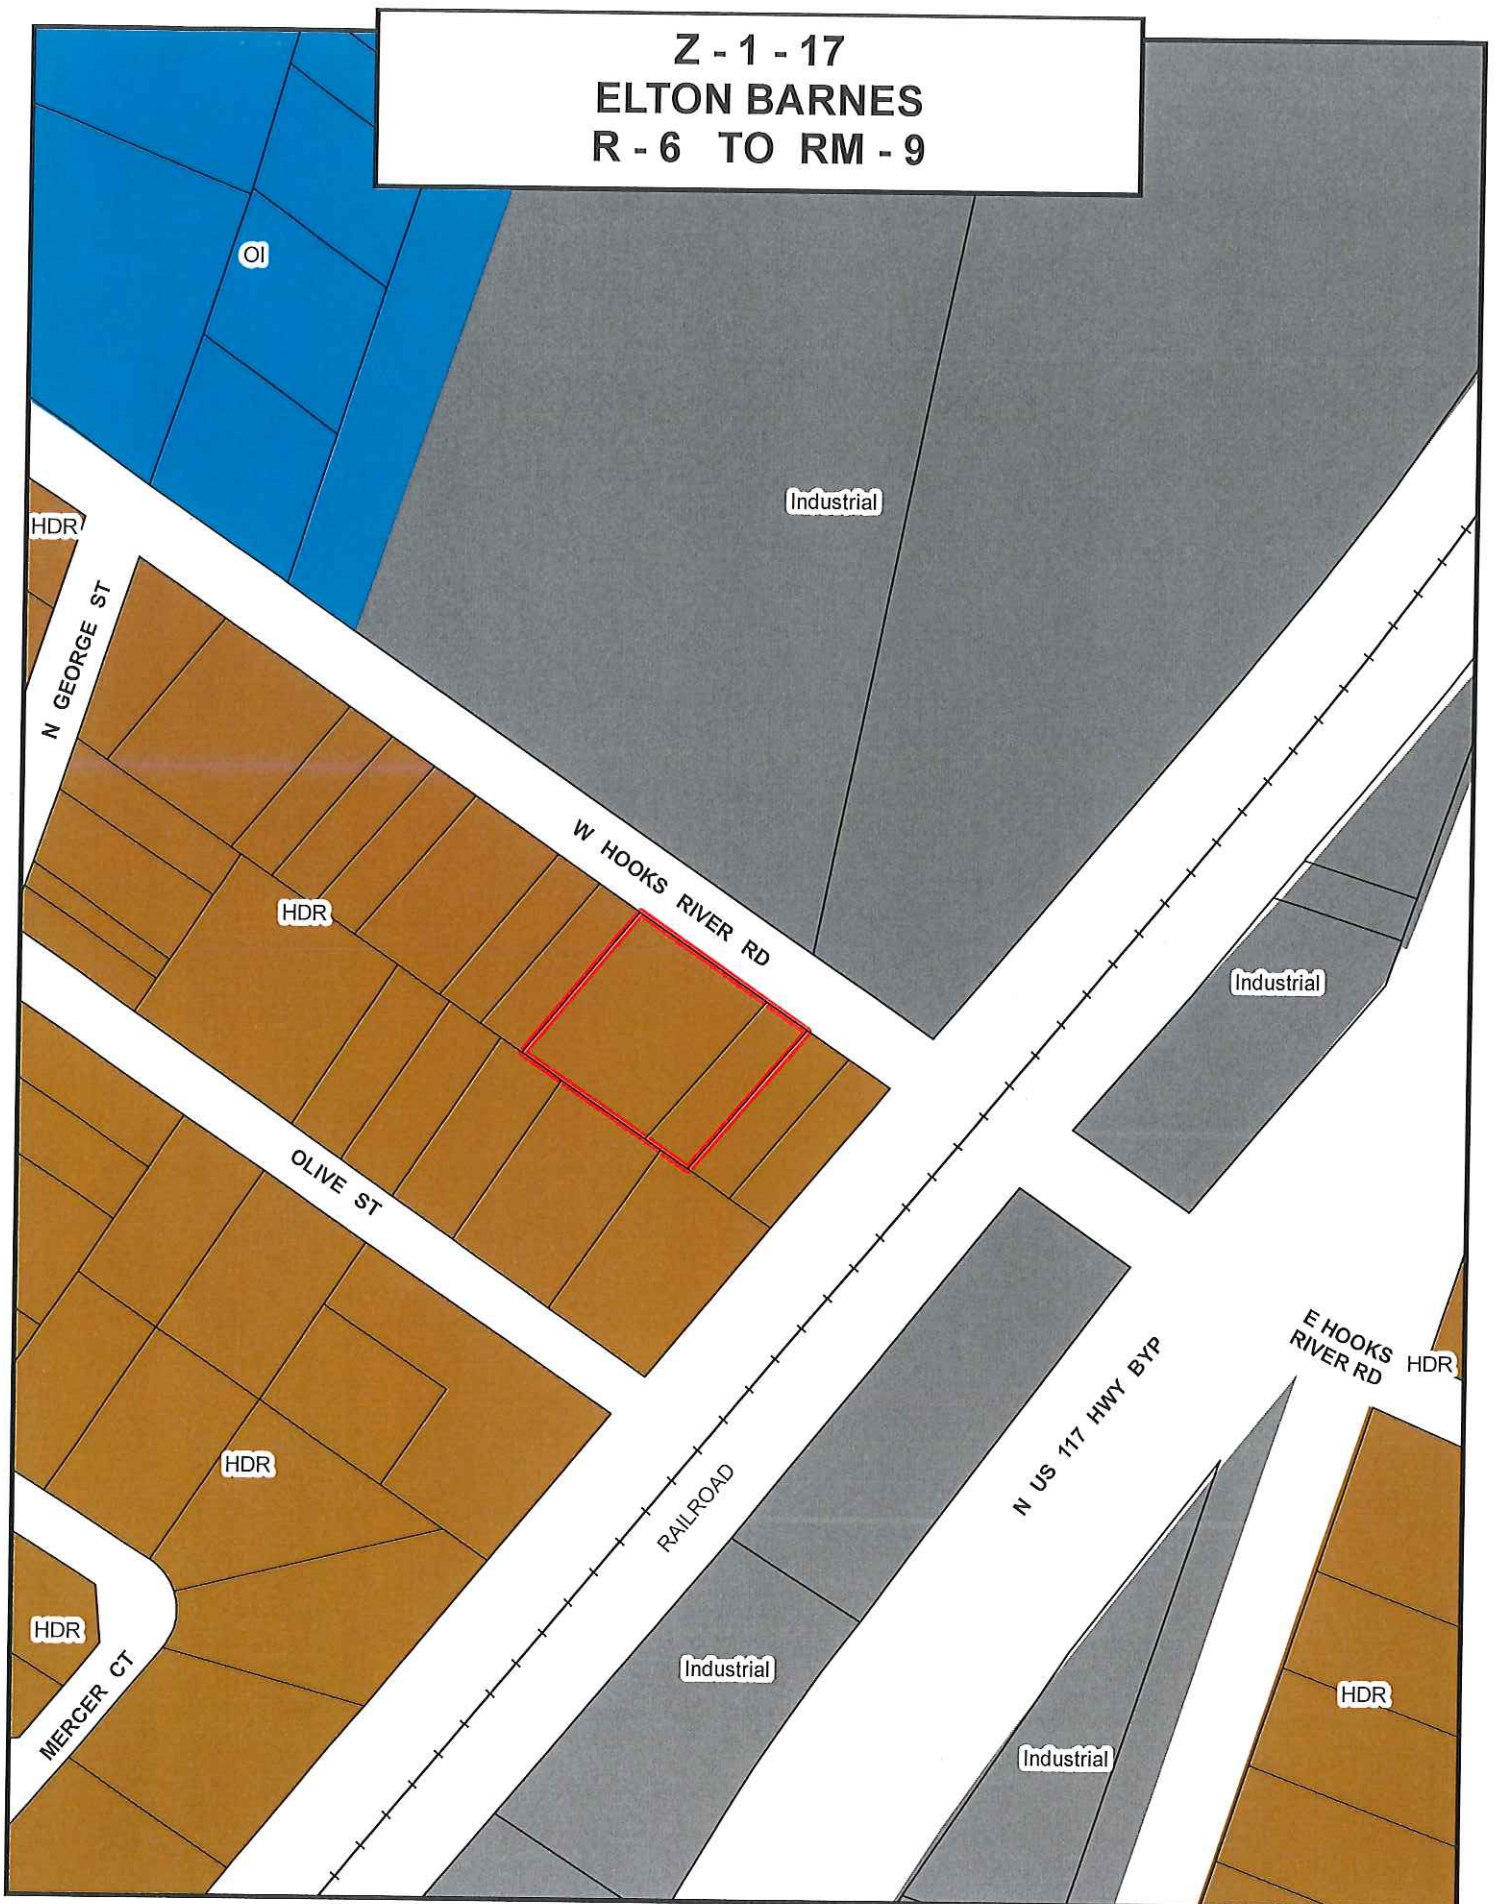 Z - 1 - 17
ELTON BARNES
R - 6 TO RM - 9
OI
Industrial
HDR
N GEORGE ST
W HOOKS RIVER RD
HDR
Industrial
OLIVE ST
E HOOKS
RIVER RD
HDR
N US 117 HWY BYP
HDR
RAILROAD
HDR
Industrial
MERCER CT
HDR
Industrial